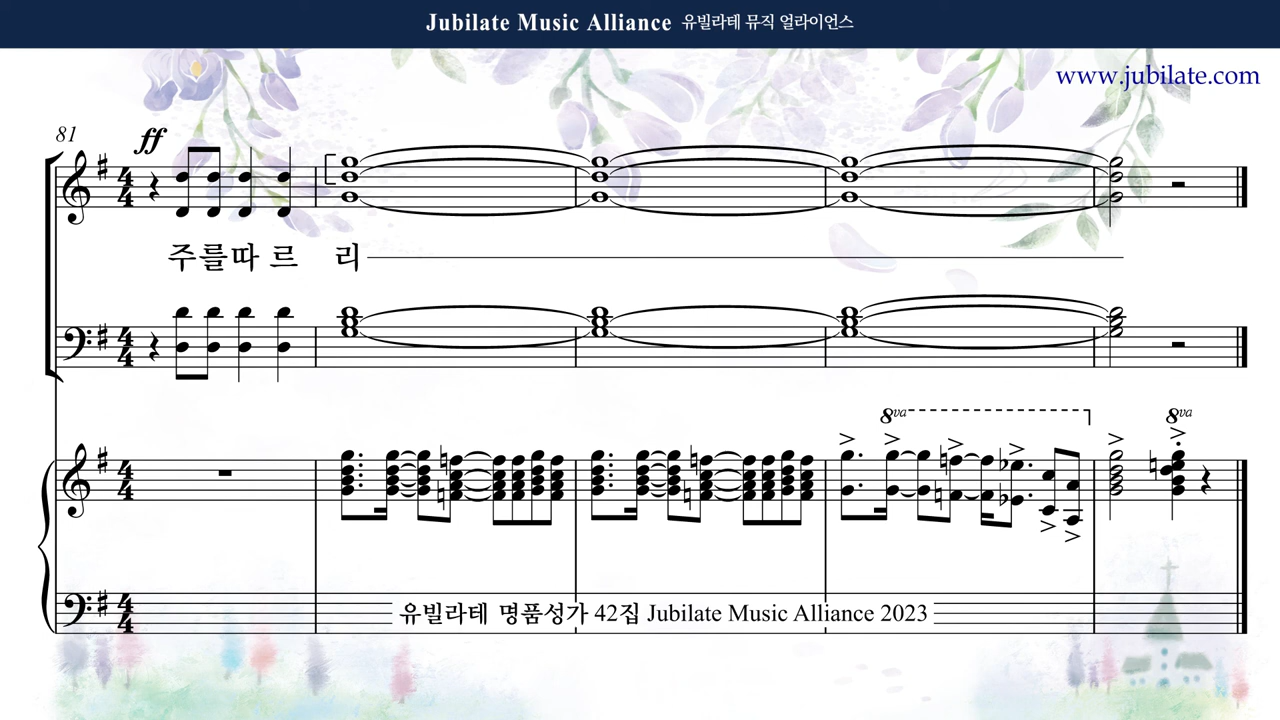 Jubilate Music Alliance 유빌라테 뮤직 얼라이언스
www.jubilate.com
81
ff
주를따 르 리
8va
8va
유빌라테 명품성가 42집 Jubilate Music Alliance 2023